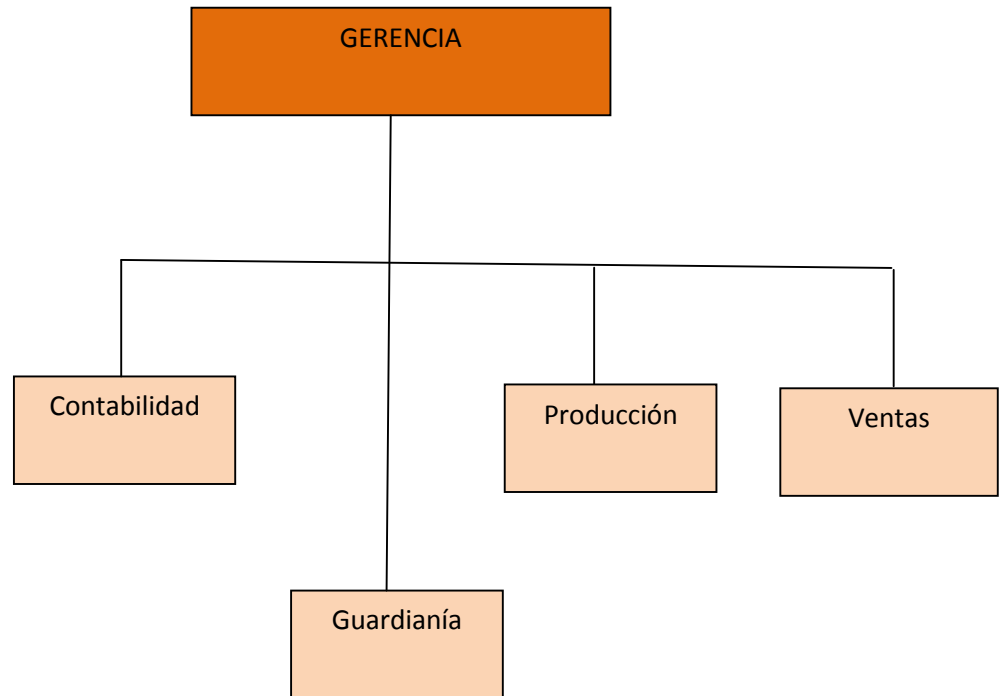 GERENCIA
Contabilidad
Producción
Ventas
Guardianía